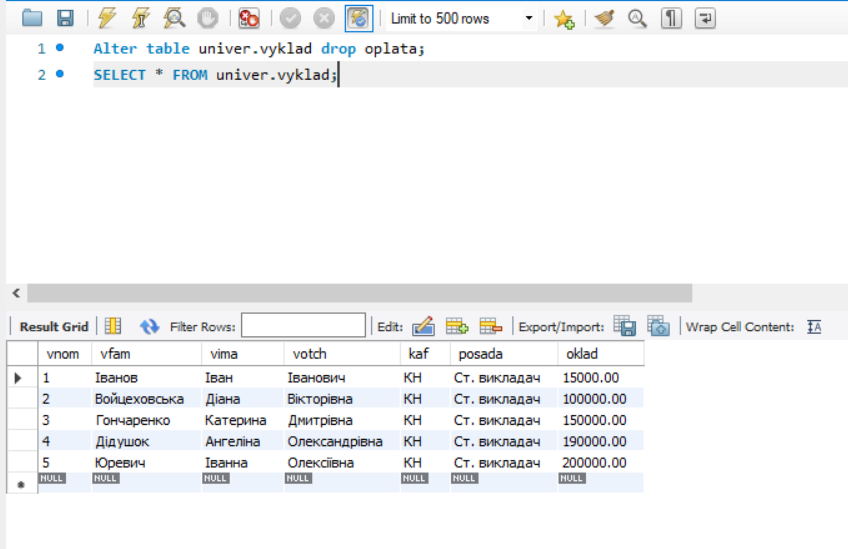 Limit to 500 rows
1 Alter table univer.vyklad drop oplata;
2 SELECT * FROM univer.vyklad;
Result Grid Filter Rows: Edit: Export/Import: Wrap Cell Content:
vnom vfam vima votch kaf posada oklad
1 Іванов Іван Іванович КН Ст. викладач 15000.00
2 Войцеховська Діана Вікторівна КН Ст. викладач 100000.00
3 Гончаренко Катерина Дмитрівна КН Ст. викладач 150000.00
4 Дідушок Ангеліна Олександрівна КН Ст. викладач 190000.00
5 Юревич Іванна Олексіївна КН Ст. викладач 200000.00
NULL NULL NULL NULL NULL NULL NULL